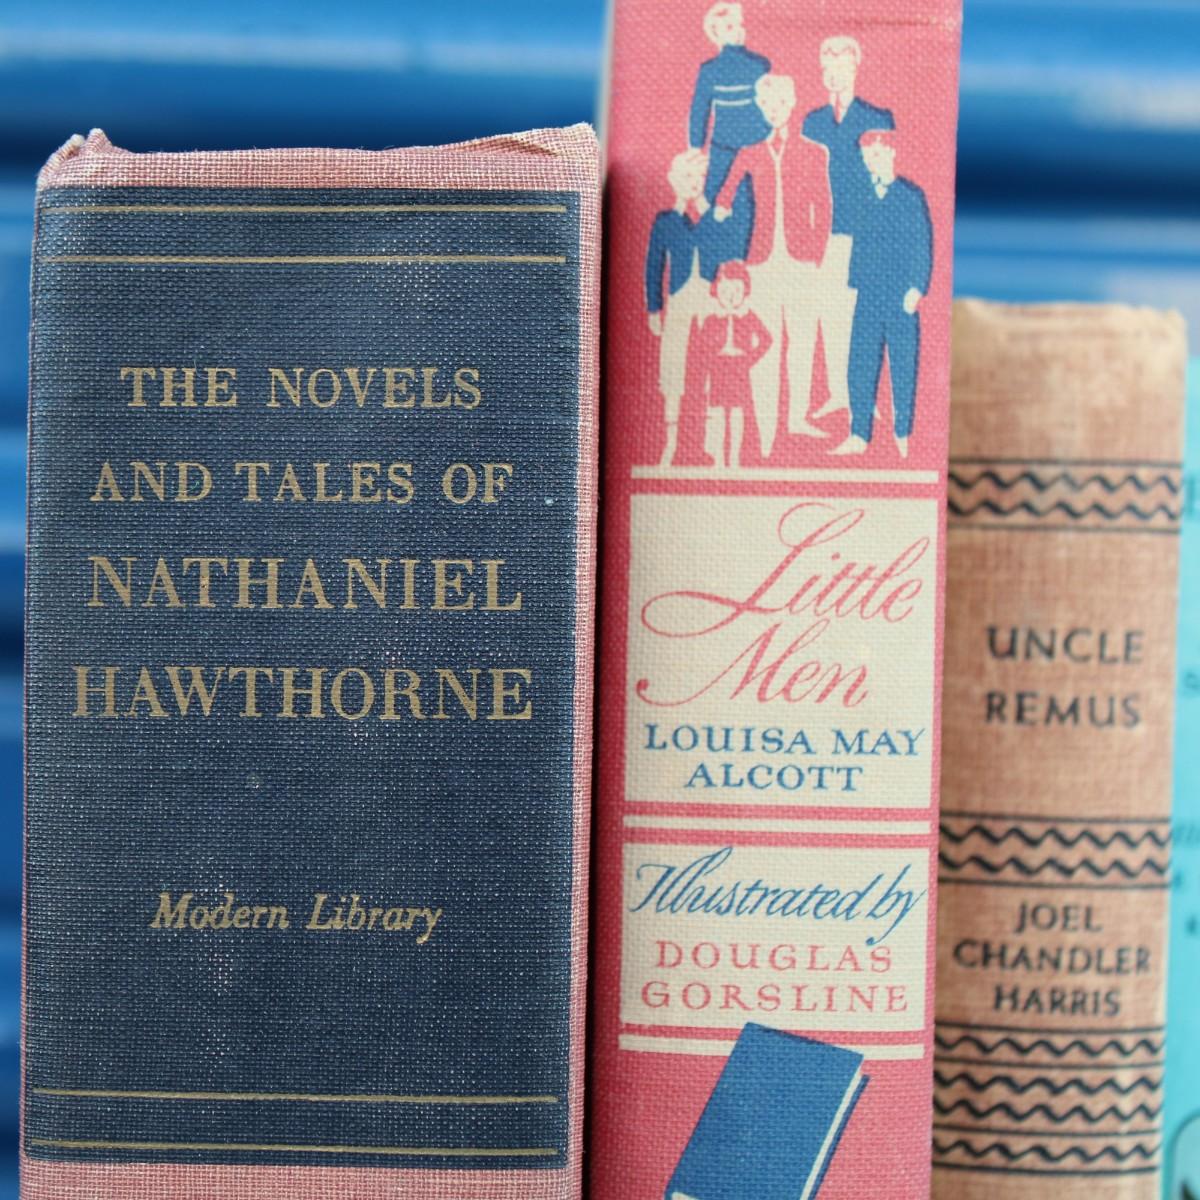 THE NOVELS
AND TALES OF
NATHANIEL
HAWTHORNE
Modern Library
Little
Men
LOUISA MAY
ALCOTT
Illustrated by
DOUGLAS
GORSLINE
UNCLE
REMUS
JOEL
CHANDLER
HARRIS